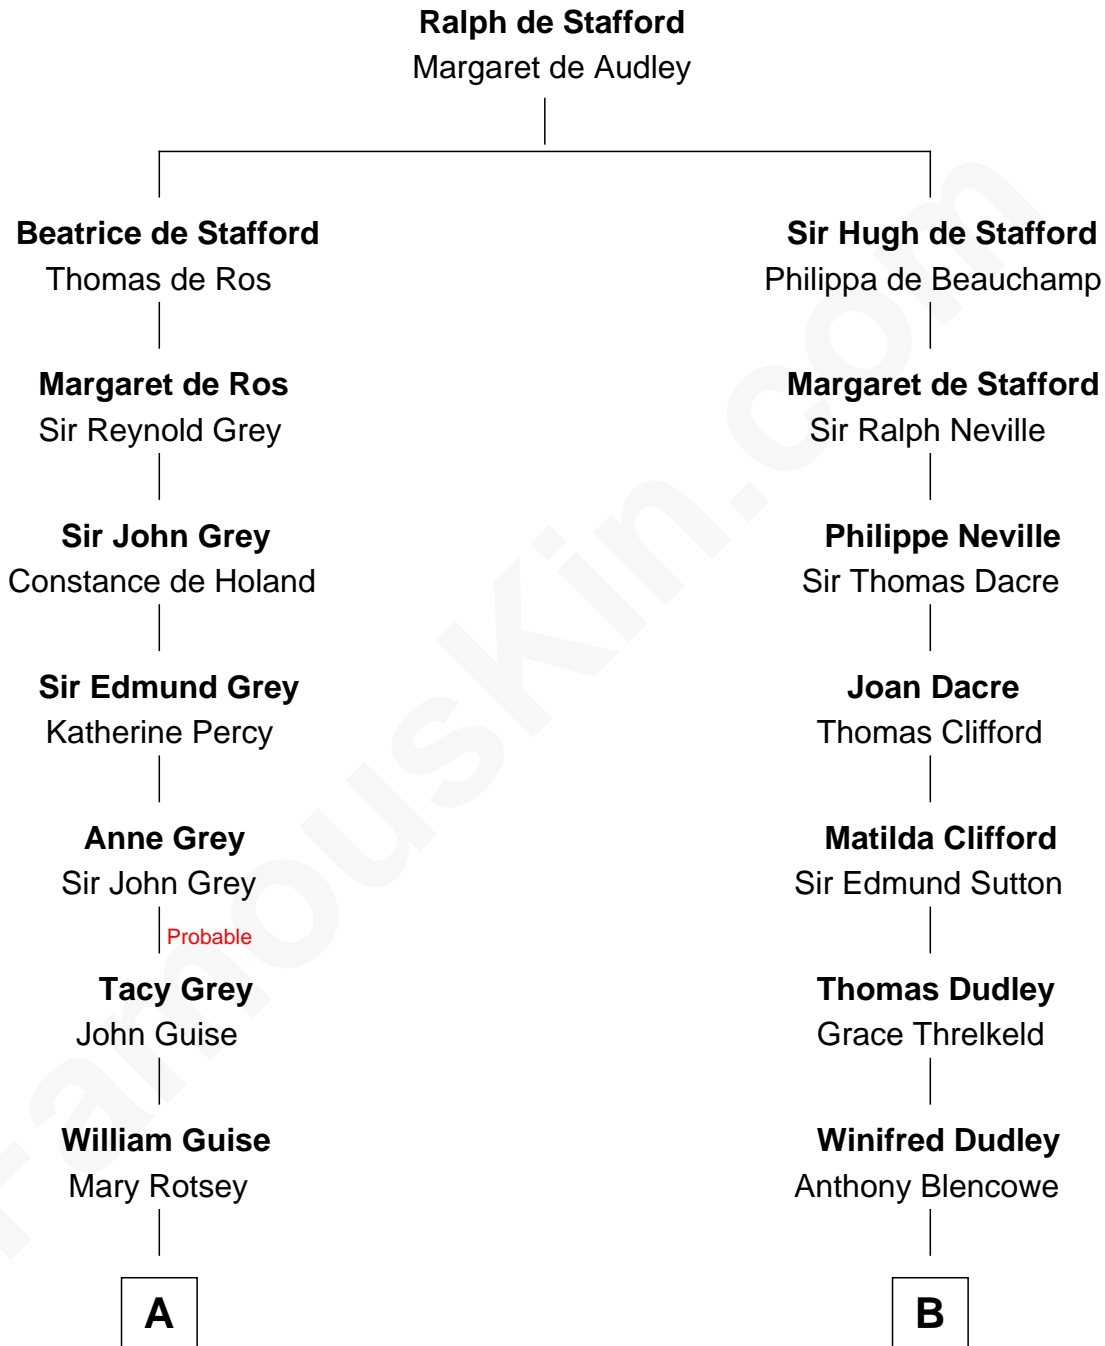 Ralph de Stafford
Margaret de Audley
Beatrice de Stafford
Thomas de Ros
Sir Hugh de Stafford
Philippa de Beauchamp
Margaret de Ros
Sir Reynold Grey
Margaret de Stafford
Sir Ralph Neville
Sir John Grey
Constance de Holand
Philippe Neville
Sir Thomas Dacre
Sir Edmund Grey
Katherine Percy
Joan Dacre
Thomas Clifford
Anne Grey
Sir John Grey
Matilda Clifford
Sir Edmund Sutton
Probable
Tacy Grey
John Guise
Thomas Dudley
Grace Threlkeld
William Guise
Mary Rotsey
Winifred Dudley
Anthony Blencowe
A
B
FamousKin.com